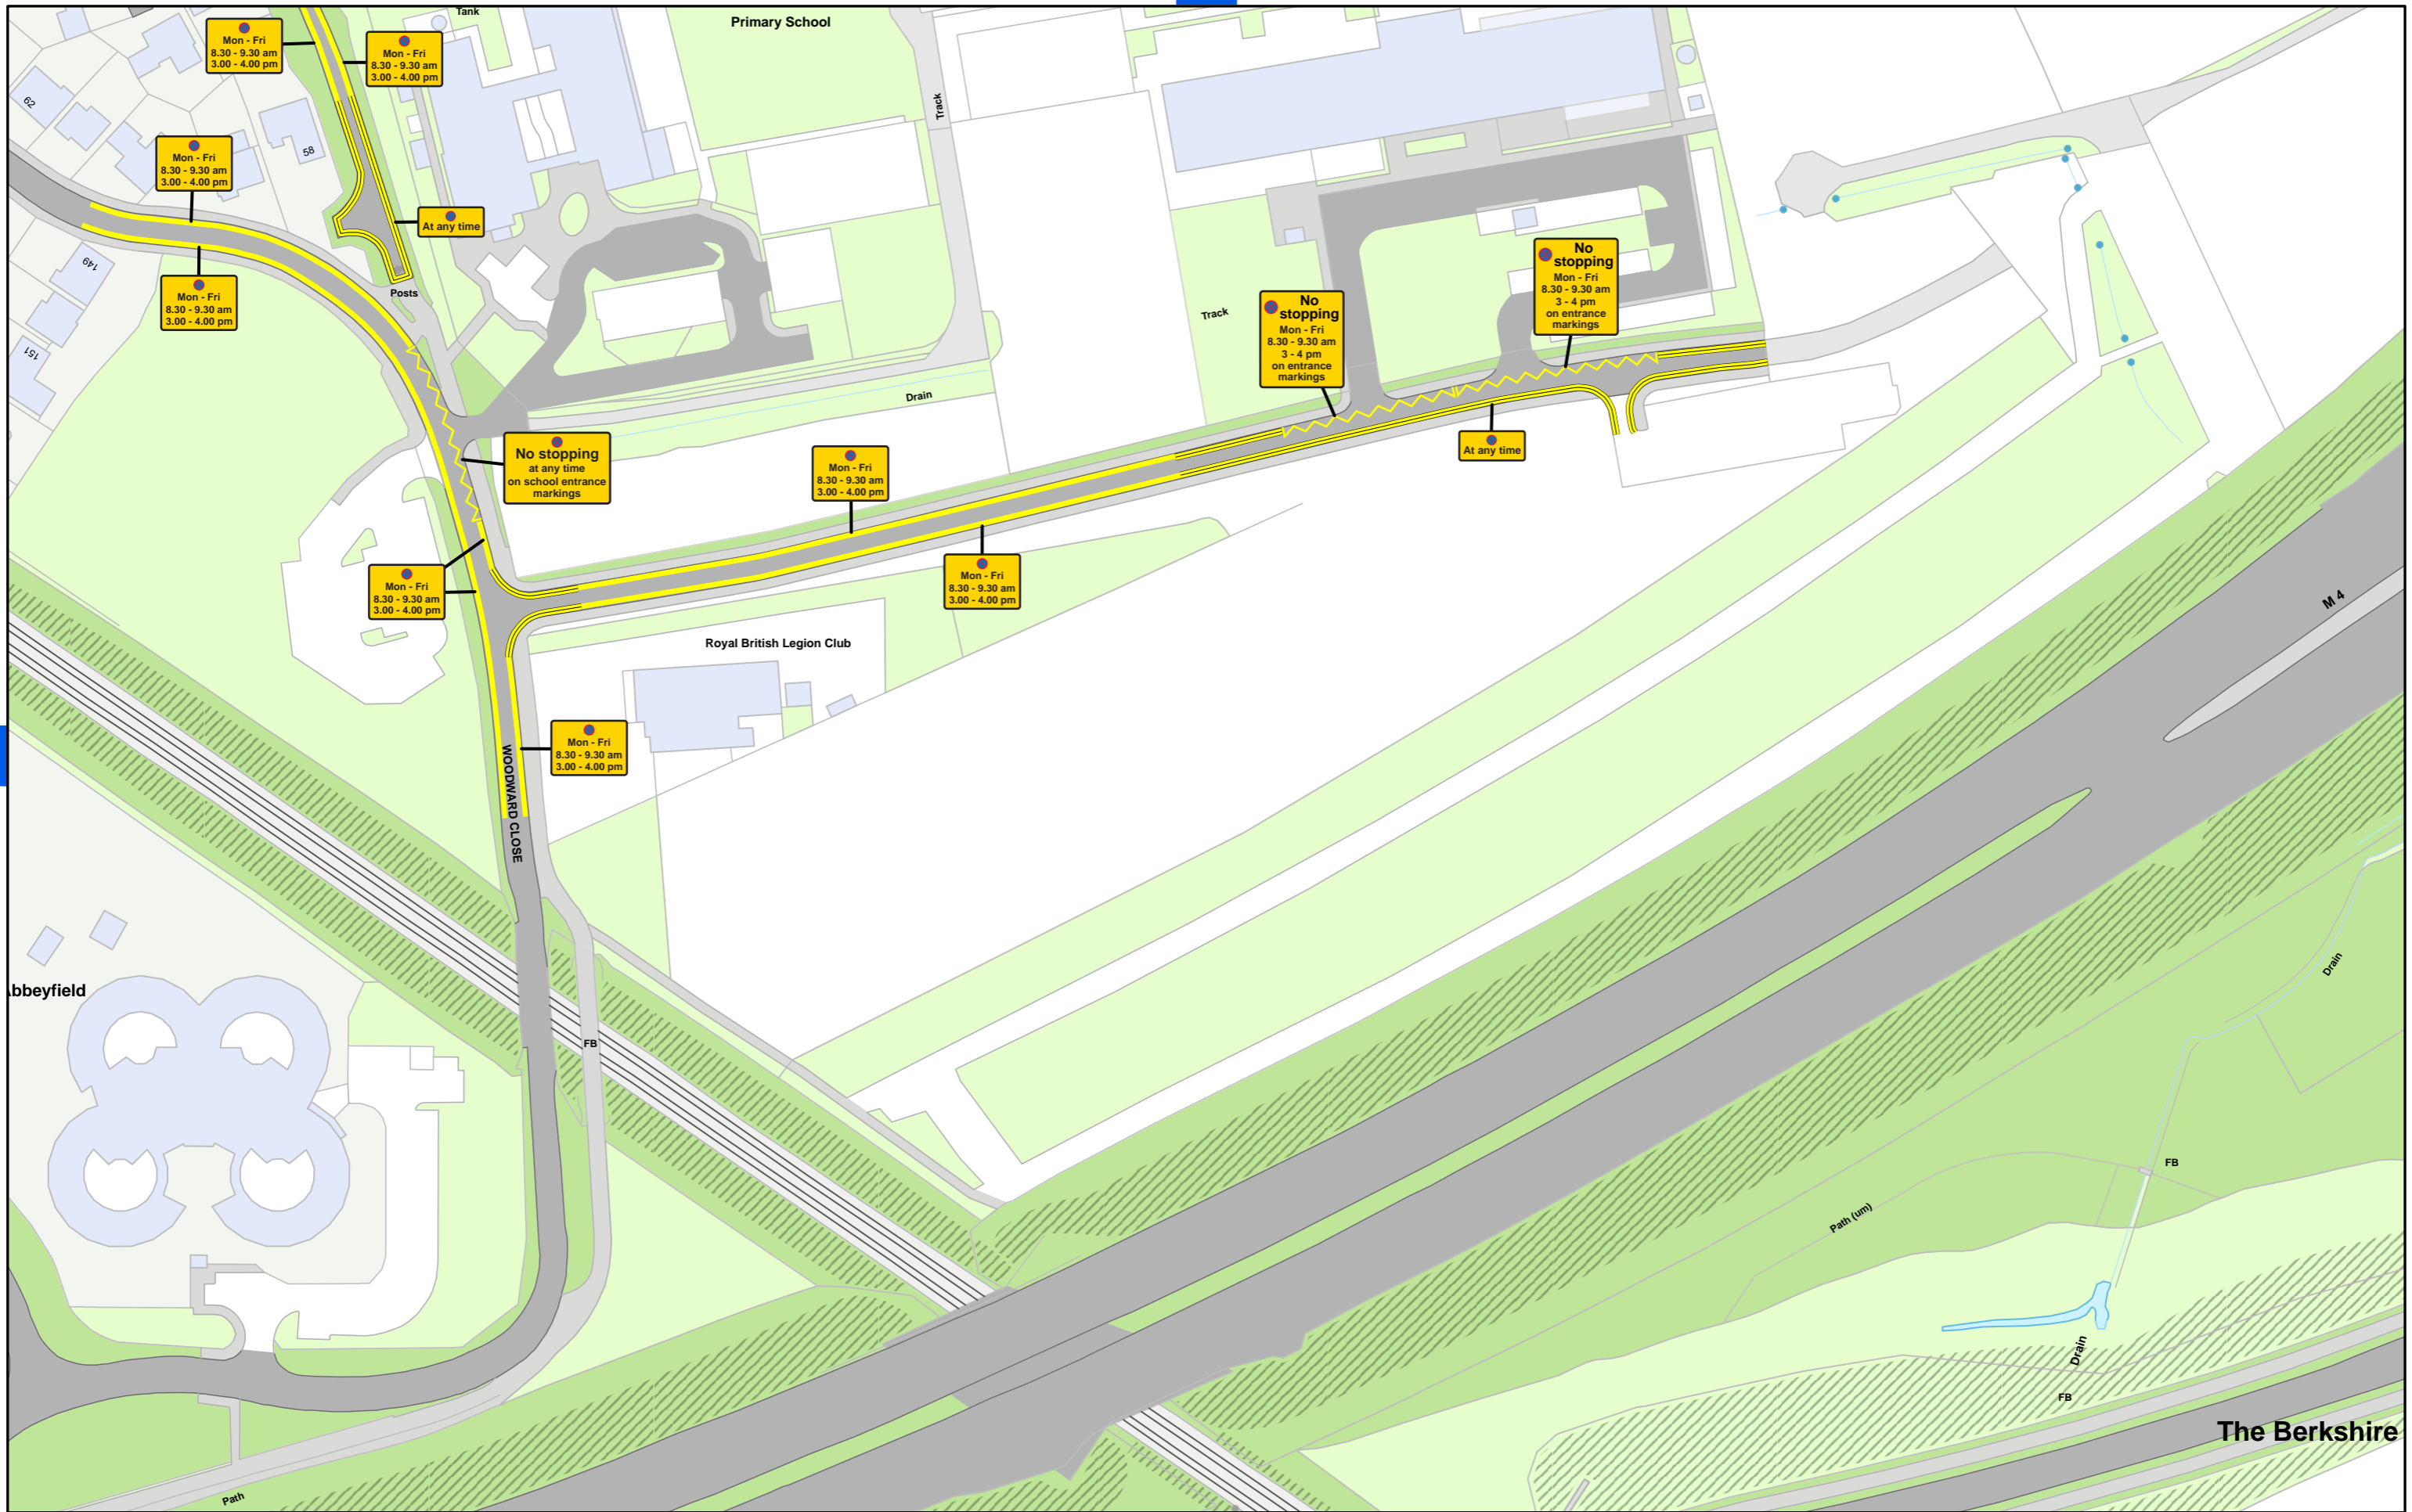 Tank
Primary School
Mon - Fri
8.30 - 9.30 am
3.00 - 4.00 pm
Mon - Fri
8.30 - 9.30 am
3.00 - 4.00 pm
62
Track
58
Mon - Fri
8.30 - 9.30 am
3.00 - 4.00 pm
At any time
149
Mon - Fri
8.30 - 9.30 am
3.00 - 4.00 pm
Posts
No
stopping
Mon - Fri
8.30 - 9.30 am
3 - 4 pm
on entrance
markings
Track
No
stopping
Mon - Fri
8.30 - 9.30 am
3 - 4 pm
on entrance
markings
151
Drain
At any time
No stopping
at any time
on school entrance
markings
Mon - Fri
8.30 - 9.30 am
3.00 - 4.00 pm
Mon - Fri
8.30 - 9.30 am
3.00 - 4.00 pm
Mon - Fri
8.30 - 9.30 am
3.00 - 4.00 pm
M 4
Royal British Legion Club
Mon - Fri
8.30 - 9.30 am
3.00 - 4.00 pm
WOODWARD CLOSE
Drain
bbeyfield
FB
FB
Path (um)
Drain
FB
The Berkshire
Path